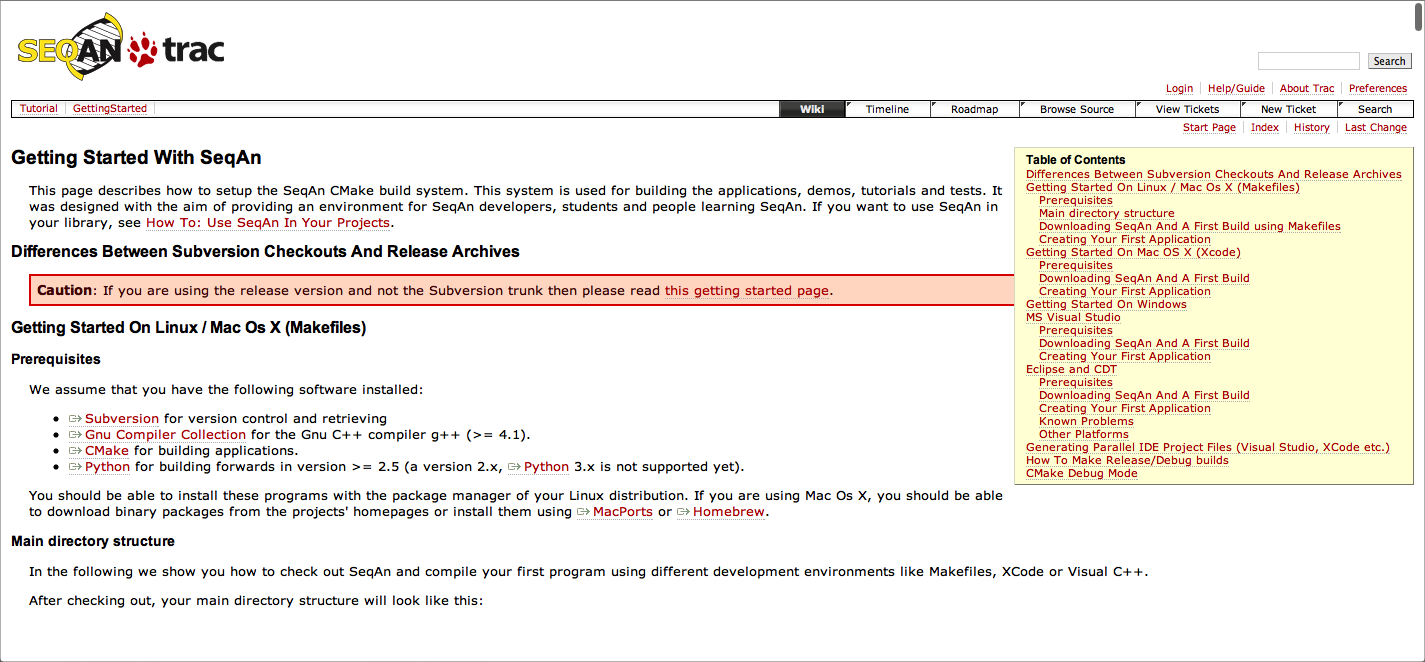 SEQAN trac
Search
Login Help/Guide About Trac Preferences
Tutorial GettingStarted Wiki Timeline Roadmap Browse Source View Tickets New Ticket Search
Start Page Index History Last Change
Getting Started With SeqAn
This page describes how to setup the SeqAn CMake build system. This system is used for building the applications, demos, tutorials and tests. It
was designed with the aim of providing an environment for SeqAn developers, students and people learning SeqAn. If you want to use SeqAn in
your library, see How To: Use SeqAn In Your Projects.
Differences Between Subversion Checkouts And Release Archives
Caution: If you are using the release version and not the Subversion trunk then please read this getting started page.
Getting Started On Linux / Mac Os X (Makefiles)
Prerequisites
We assume that you have the following software installed:
• Subversion for version control and retrieving
• Gnu Compiler Collection for the Gnu C++ compiler g++ (>= 4.1).
• CMake for building applications.
• Python for building forwards in version >= 2.5 (a version 2.x, Python 3.x is not supported yet).
You should be able to install these programs with the package manager of your Linux distribution. If you are using Mac Os X, you should be able
to download binary packages from the projects' homepages or install them using MacPorts or Homebrew.
Main directory structure
In the following we show you how to check out SeqAn and compile your first program using different development environments like Makefiles, XCode or Visual C++.
After checking out, your main directory structure will look like this:
Table of Contents
Differences Between Subversion Checkouts And Release Archives
Getting Started On Linux / Mac Os X (Makefiles)
Prerequisites
Main directory structure
Downloading SeqAn And A First Build using Makefiles
Creating Your First Application
Getting Started On Mac OS X (Xcode)
Prerequisites
Downloading SeqAn And A First Build
Creating Your First Application
Getting Started On Windows
MS Visual Studio
Prerequisites
Downloading SeqAn And A First Build
Creating Your First Application
Eclipse and CDT
Prerequisites
Downloading SeqAn And A First Build
Creating Your First Application
Known Problems
Other Platforms
Generating Parallel IDE Project Files (Visual Studio, XCode etc.)
How To Make Release/Debug builds
CMake Debug Mode